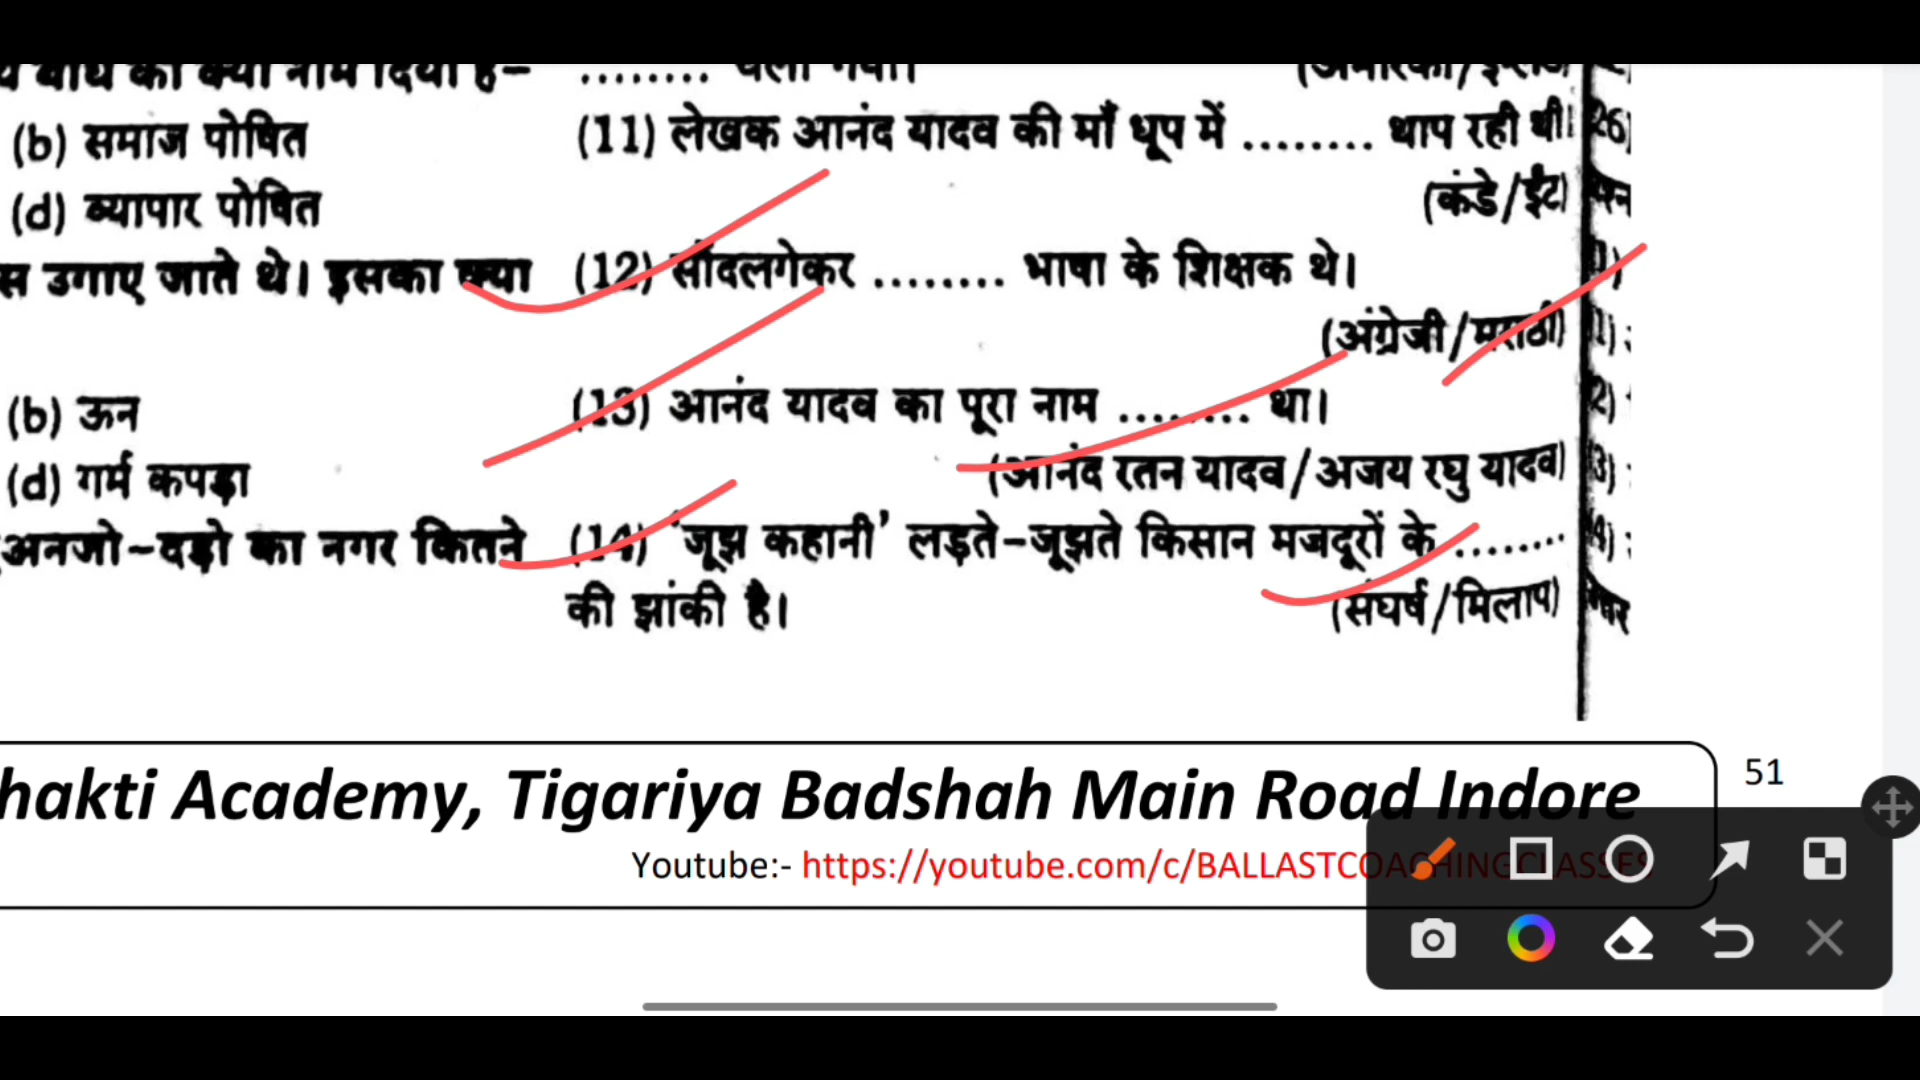 (b) समाज पोषित
(d) व्यापार पोषित
उगाए जाते थे। इसका क्या
(b) ऊन
(d) गर्म कपड़ा
अनजो-दड़ो का नगर कितने
........ चला गया।
(11) लेखक आनंद यादव की माँ धूप में ........ थाप रही थी।
(कंडे/ईंट)
(12) सौंदलगेकर ........ भाषा के शिक्षक थे।
(अंग्रेजी/मराठी)
(13) आनंद यादव का पूरा नाम ........ था।
(आनंद रतन यादव/अजय रघु यादव)
(14) 'जूझ कहानी' लड़ते-जूझते किसान मजदूरों के ........
की झांकी है।
(संघर्ष/मिलाप)
hakti Academy, Tigariya Badshah Main Road Indore
51
Youtube:- https://youtube.com/c/BALLASTCOACHINGCLASSES